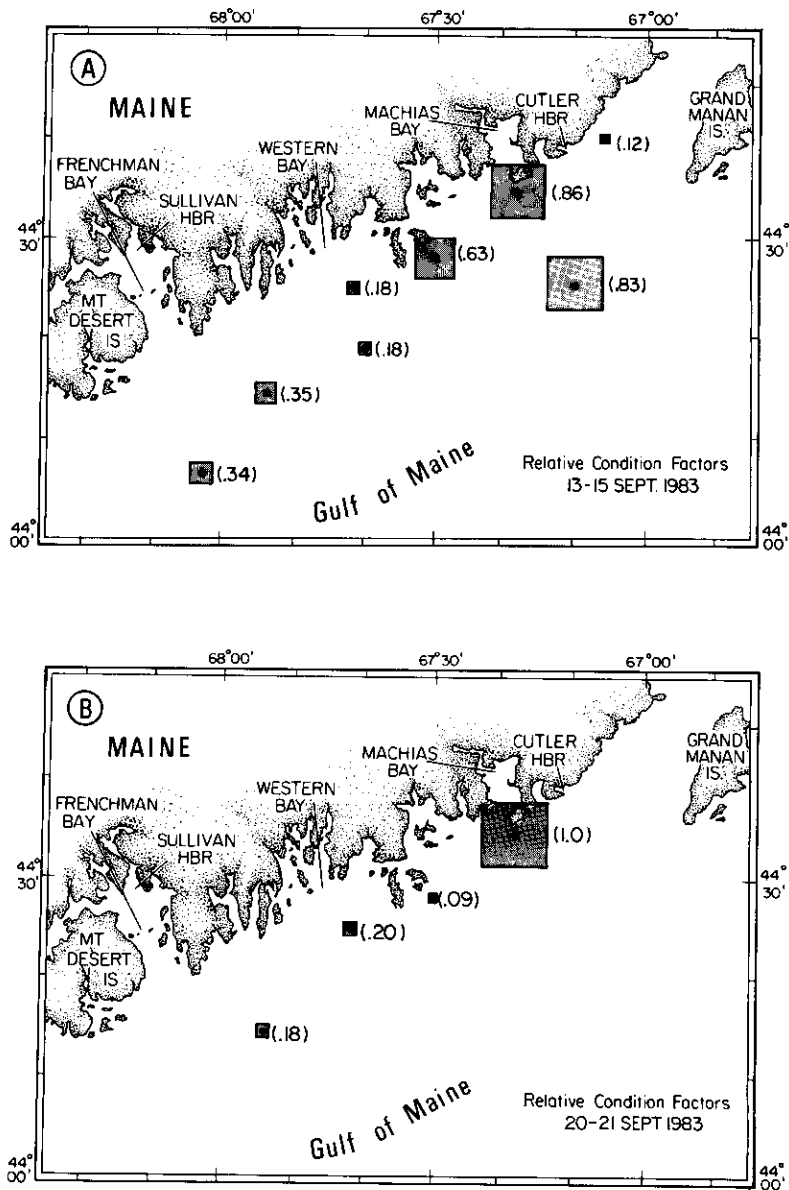 68°00'
67°30'
67°00'
A
MAINE
MACHIAS
BAY
CUTLER
HBR
GRAND
MANAN
IS.
(.12)
WESTERN
BAY
FRENCHMAN
BAY
SULLIVAN
HBR
(.86)
44°
30'
44°
30'
(.63)
(.83)
(.18)
MT
DESERT
IS
(.18)
(.35)
(.34)
Gulf of Maine
Relative Condition Factors
13-15 SEPT. 1983
44°
00'
44°
00'
68°00'
67°30'
67°00'
B
MAINE
MACHIAS
BAY
CUTLER
HBR
GRAND
MANAN
IS.
WESTERN
BAY
FRENCHMAN
BAY
SULLIVAN
HBR
(1.0)
44°
30'
44°
30'
(.09)
(.20)
MT
DESERT
IS
(.18)
Gulf of Maine
Relative Condition Factors
20-21 SEPT 1983
44°
00'
44°
00'